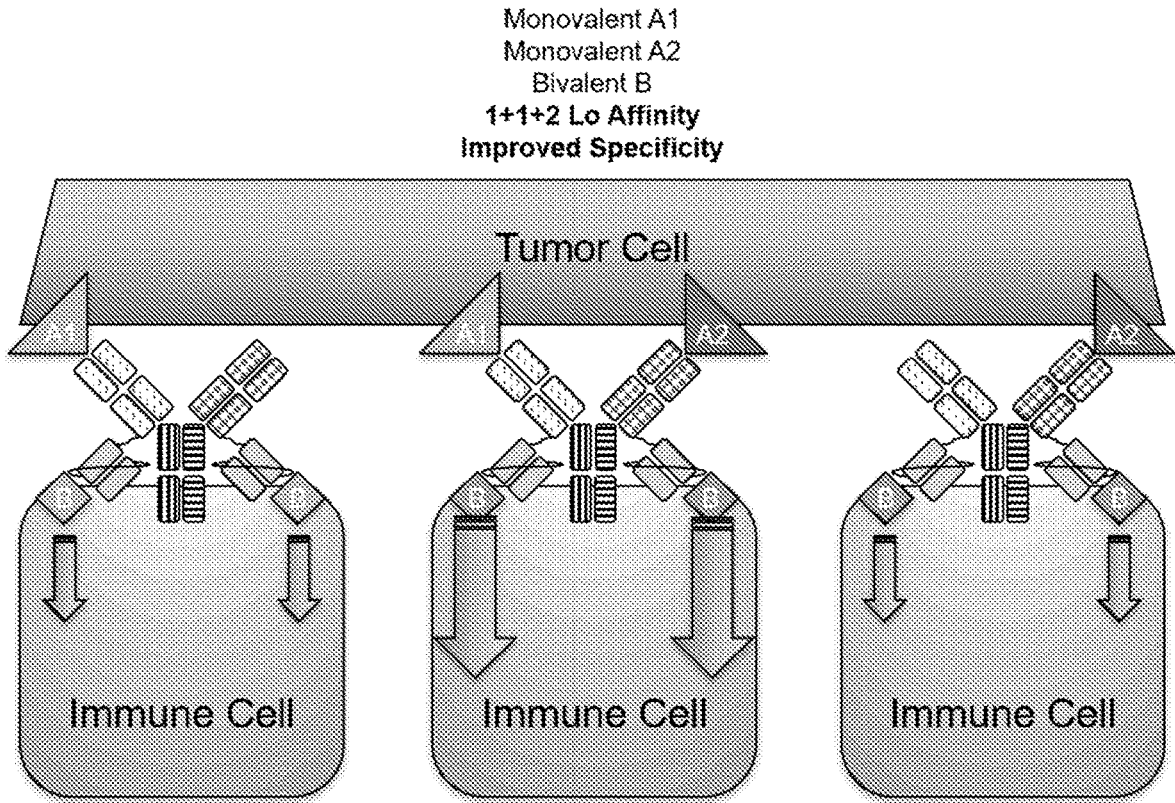 Monovalent A1
Monovalent A2
Bivalent B
1+1+2 Lo Affinity
Improved Specificity
Tumor Cell
A1 A1 A2 A2
B B B B B B
Immune Cell Immune Cell Immune Cell